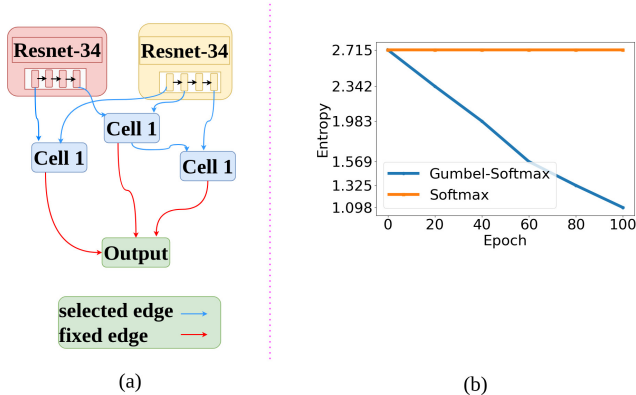 Resnet-34
Resnet-34
Cell 1
Cell 1
Cell 1
Output
selected edge
fixed edge
(a)
Entropy
2.715
2.342
1.983
1.569
1.325
1.098
Gumbel-Softmax
Softmax
0 20 40 60 80 100
Epoch
(b)